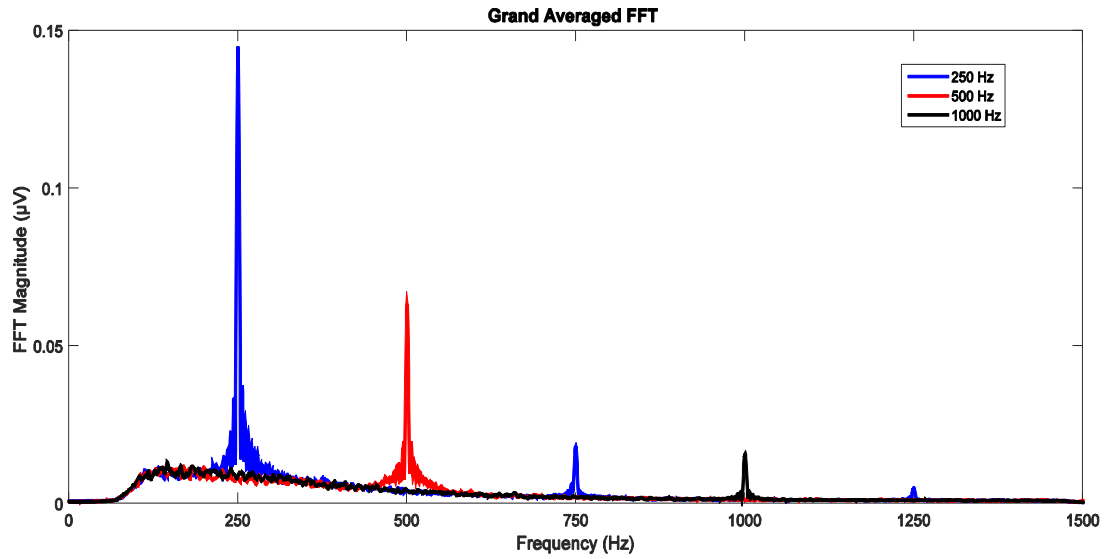 Grand Averaged FFT
0.15
0.1
0.05
0
FFT Magnitude (µV)
250 Hz
500 Hz
1000 Hz
0 250 500 750 1000 1250 1500
Frequency (Hz)